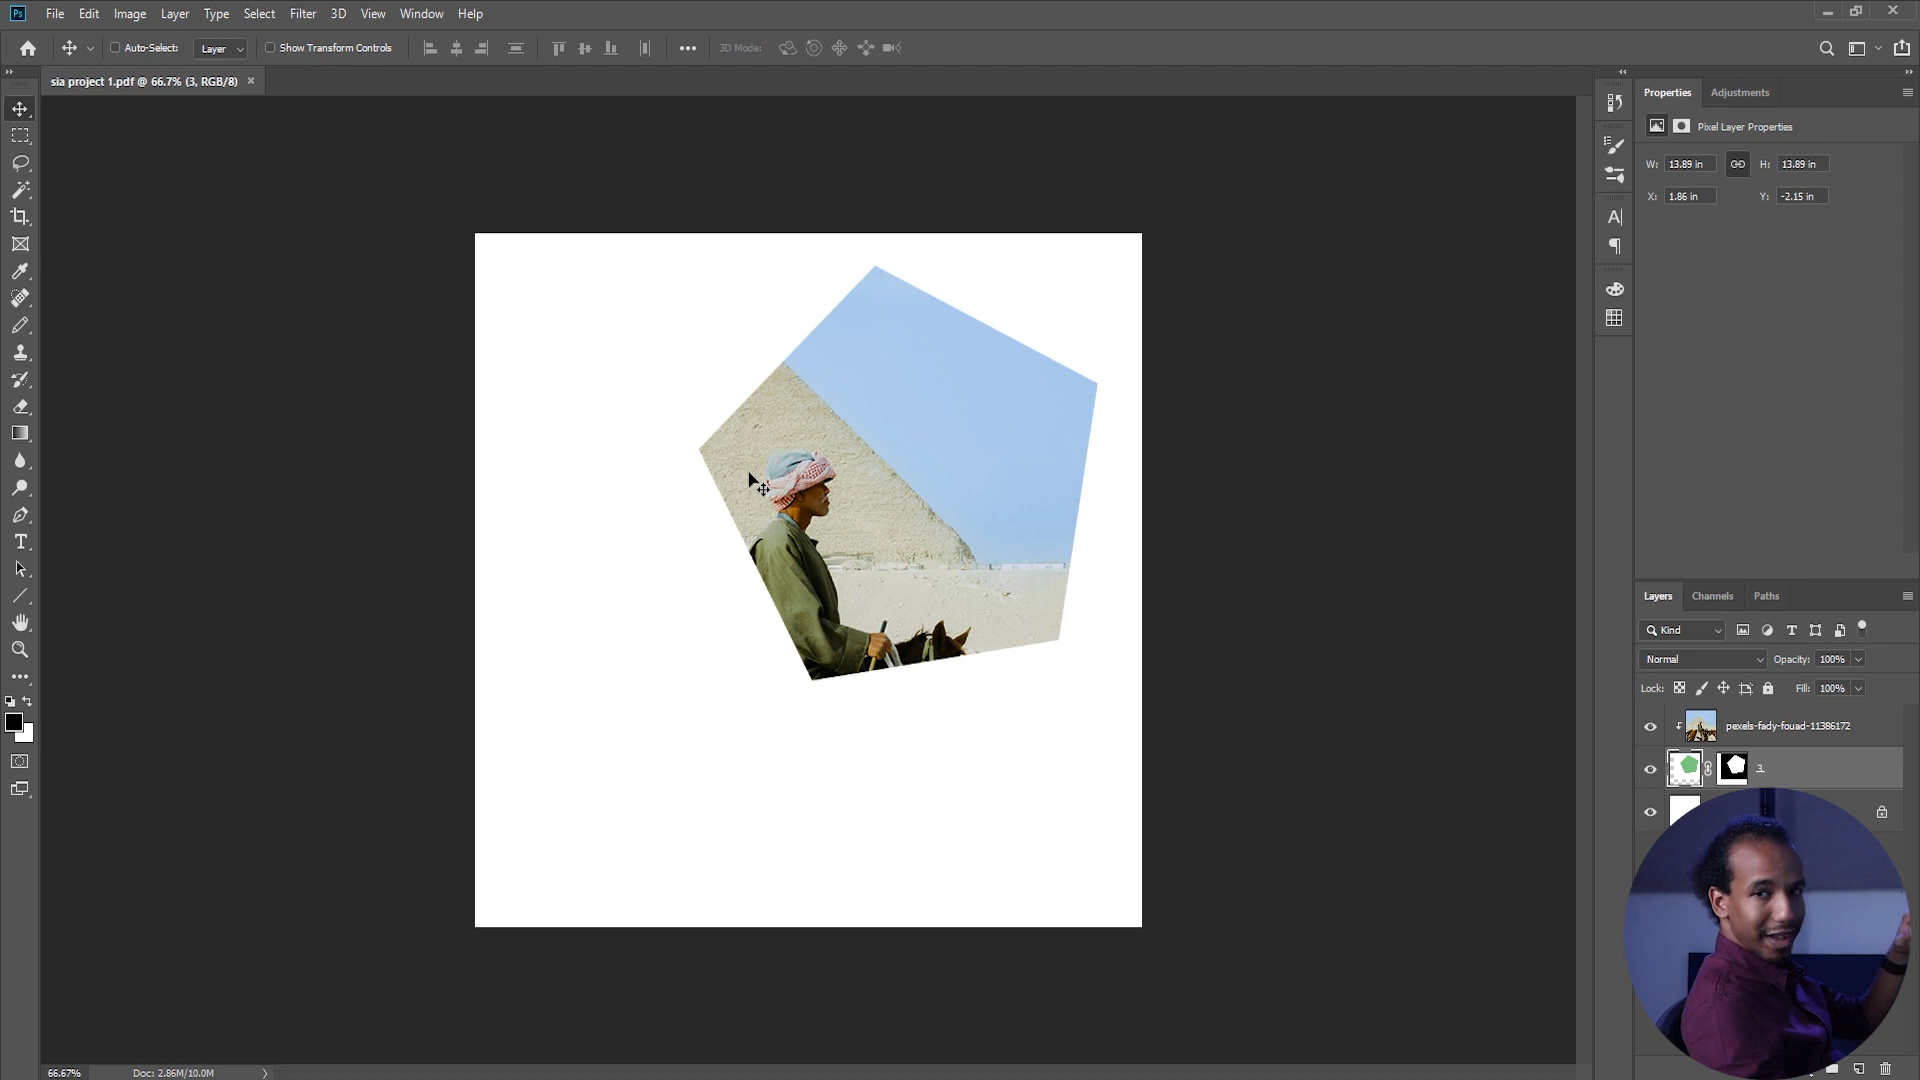 Ps File Edit Image Layer Type Select Filter 3D View Window Help
Auto-Select: Layer Show Transform Controls 3D Mode:
sia project 1.pdf @ 66.7% (3, RGB/8) ×
Properties Adjustments
Pixel Layer Properties
W: 13.89 in H: 13.89 in
X: 1.86 in Y: -2.15 in
Layers Channels Paths
Kind
Normal Opacity: 100%
Lock: Fill: 100%
pexels-fady-fouad-11386172
3
66.67% Doc: 2.86M/10.0M